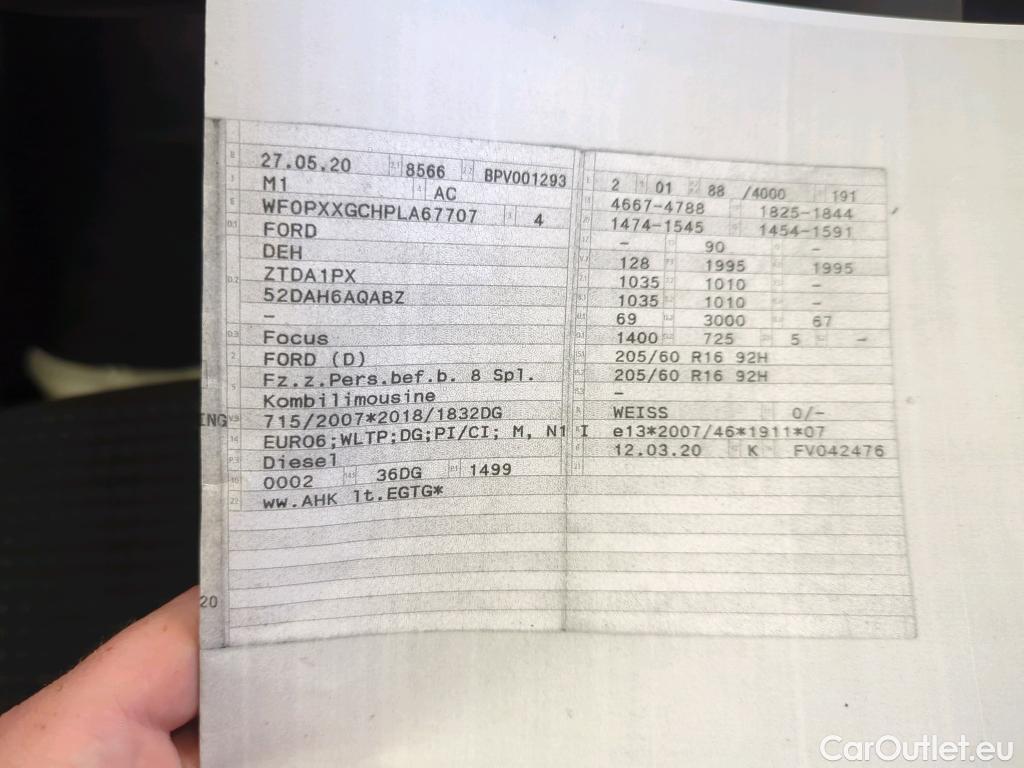 27.05.20 8566 BPV001293
M1 AC
WF0PXXGCHPLA67707 4
FORD
DEH
ZTDA1PX
52DAH6AQABZ
-
Focus
FORD (D)
Fz.z.Pers.bef.b. 8 Spl.
Kombilimousine
ING 715/2007*2018/1832DG
EURO6;WLTP;DG;PI/CI; M, N1 I
Diesel
0002 36DG 1499
ww.AHK lt.EGTG*
20
2 01 88 /4000 191
4667-4788 1825-1844
1474-1545 1454-1591
- 90 -
128 1995 1995
1035 1010 -
1035 1010 -
69 3000 67
1400 725 5 -
205/60 R16 92H
205/60 R16 92H
-
WEISS 0/-
e13*2007/46*1911*07
12.03.20 K FV042476
CarOutlet.eu